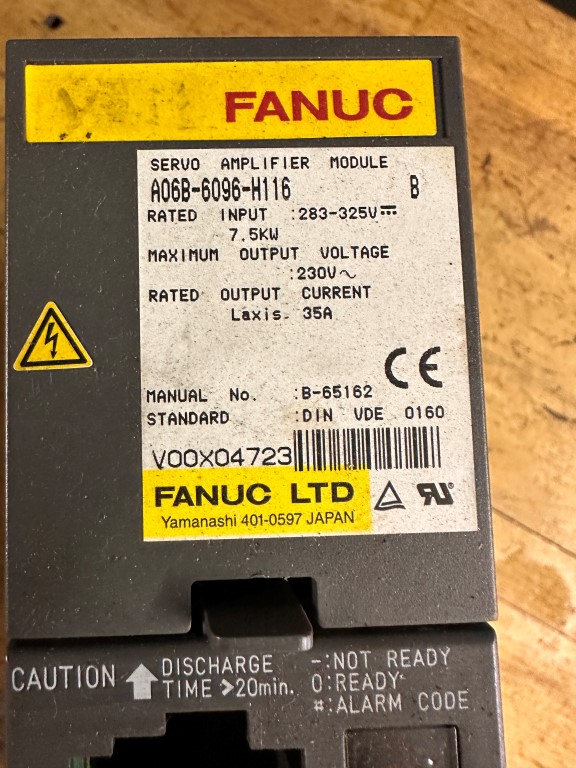 FANUC
SERVO AMPLIFIER MODULE
A06B-6096-H116 B
RATED INPUT :283-325V⎓
7.5KW
MAXIMUM OUTPUT VOLTAGE
:230V～
RATED OUTPUT CURRENT
Laxis- 35A
CE
MANUAL No. :B-65162
STANDARD :DIN VDE 0160
V00X04723
FANUC LTD
Yamanashi 401-0597 JAPAN
CAUTION DISCHARGE TIME >20min.
-:NOT READY
0:READY
#:ALARM CODE